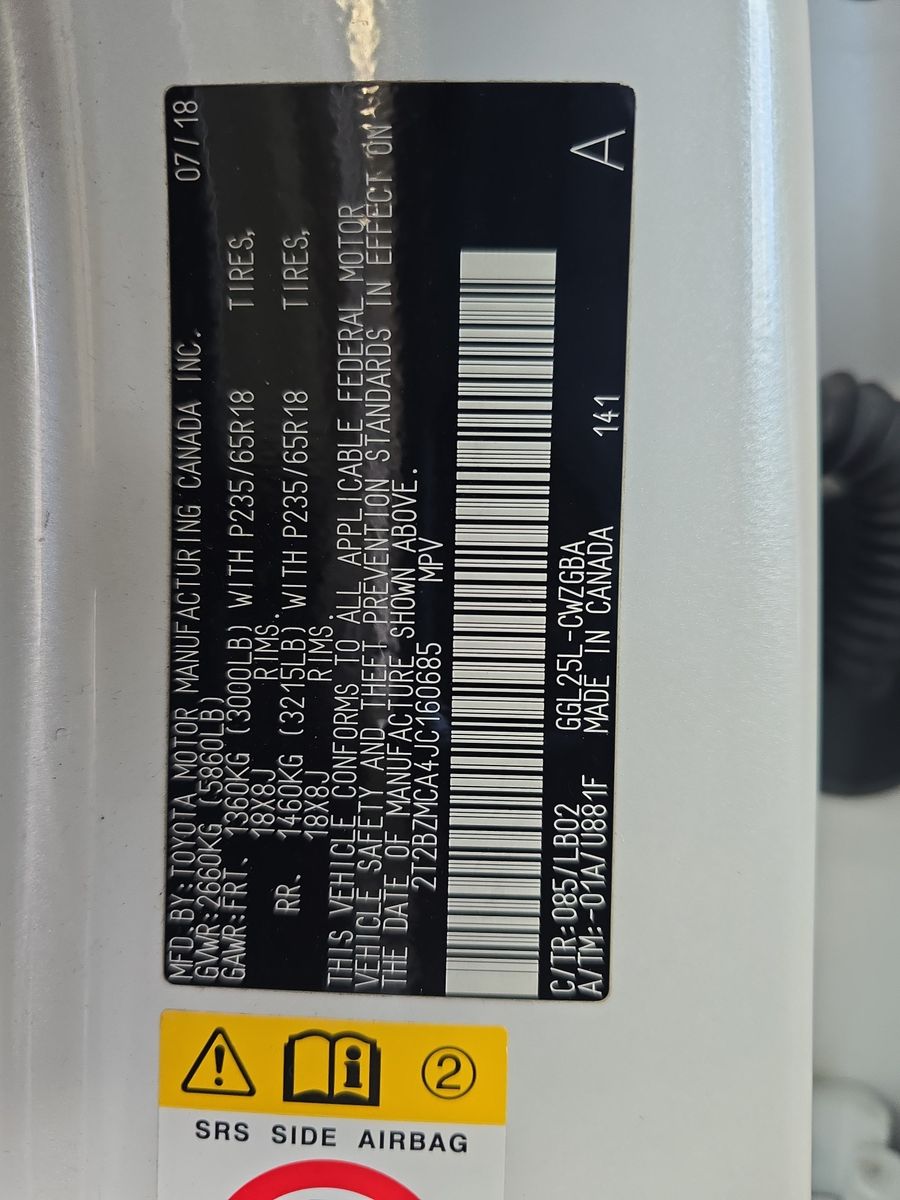 MFD. BY:TOYOTA MOTOR MANUFACTURING CANADA INC. 07/18
GVWR:2660KG (5860LB)
GAWR:FRT. 1360KG (3000LB) WITH P235/65R18 TIRES,
18X8J RIMS.
RR. 1460KG (3215LB) WITH P235/65R18 TIRES,
18X8J RIMS.
THIS VEHICLE CONFORMS TO ALL APPLICABLE FEDERAL MOTOR
VEHICLE SAFETY AND THEFT PREVENTION STANDARDS IN EFFECT ON
THE DATE OF MANUFACTURE SHOWN ABOVE.
2T2BZMCA4JC160685 MPV
C/TR:085/LB02 GGL25L-CWZGBA
A/TM:-01A/U881F MADE IN CANADA 141 A
2
SRS SIDE AIRBAG